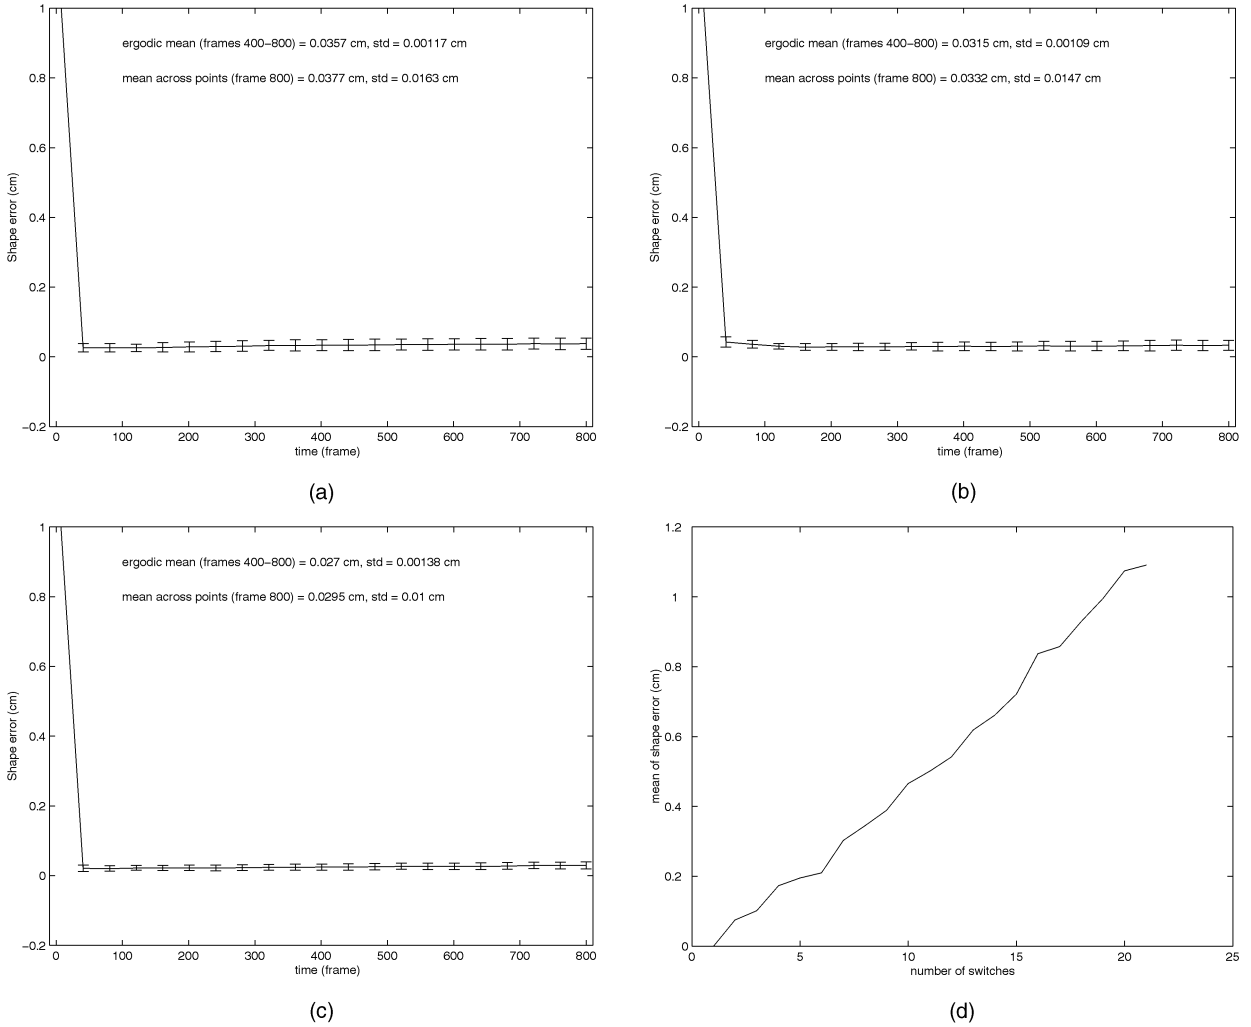 1
0.8
0.6
0.4
0.2
0
−0.2
Shape error (cm)
ergodic mean (frames 400−800) = 0.0357 cm, std = 0.00117 cm
mean across points (frame 800) = 0.0377 cm, std = 0.0163 cm
0 100 200 300 400 500 600 700 800
time (frame)
(a)
1
0.8
0.6
0.4
0.2
0
−0.2
Shape error (cm)
ergodic mean (frames 400−800) = 0.0315 cm, std = 0.00109 cm
mean across points (frame 800) = 0.0332 cm, std = 0.0147 cm
0 100 200 300 400 500 600 700 800
time (frame)
(b)
1
0.8
0.6
0.4
0.2
0
−0.2
Shape error (cm)
ergodic mean (frames 400−800) = 0.027 cm, std = 0.00138 cm
mean across points (frame 800) = 0.0295 cm, std = 0.01 cm
0 100 200 300 400 500 600 700 800
time (frame)
(c)
1.2
1
0.8
0.6
0.4
0.2
0
mean of shape error (cm)
0 5 10 15 20 25
number of switches
(d)